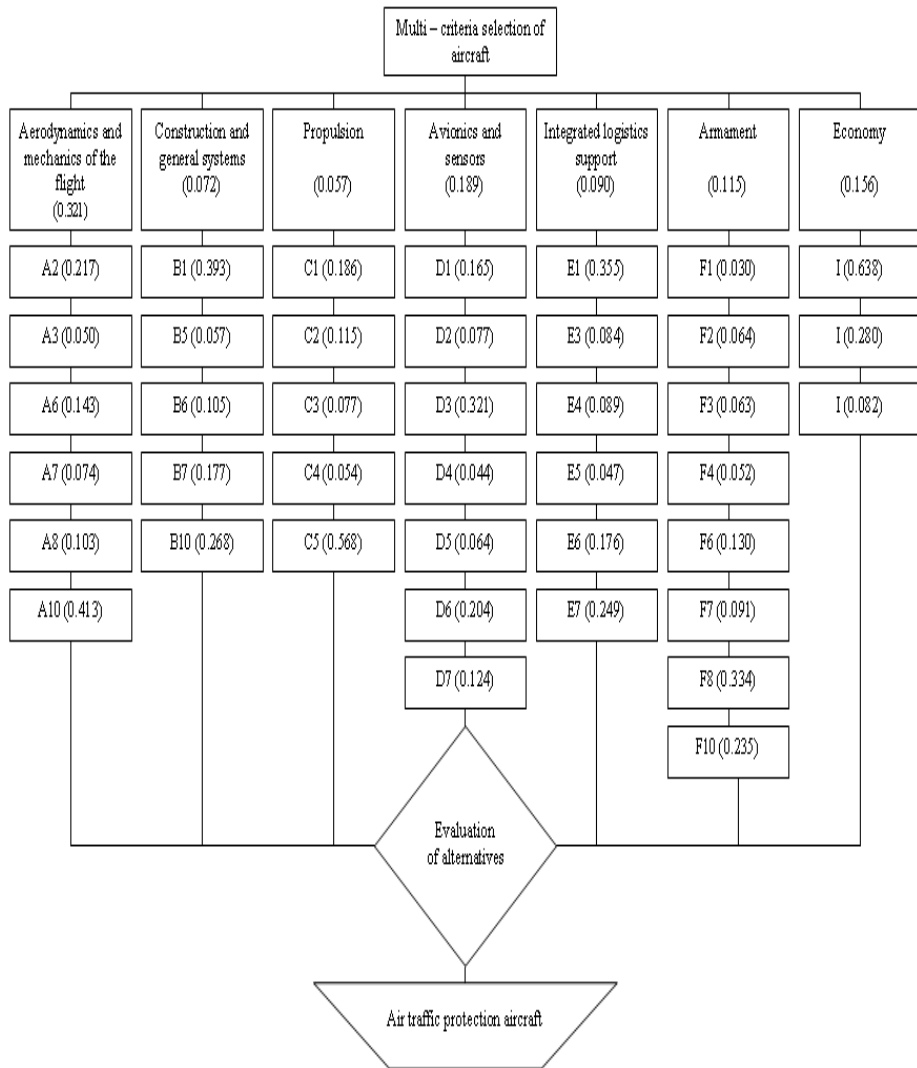 Multi – criteria selection of
aircraft
Aerodynamics and
mechanics of the
flight
(0.321)
Construction and
general systems
(0.072)
Propulsion
(0.057)
Avionics and
sensors
(0.189)
Integrated logistics
support
(0.090)
Armament
(0.115)
Economy
(0.156)
A2 (0.217)
B1 (0.393)
C1 (0.186)
D1 (0.165)
E1 (0.355)
F1 (0.030)
I (0.638)
A3 (0.050)
B5 (0.057)
C2 (0.115)
D2 (0.077)
E3 (0.084)
F2 (0.064)
I (0.280)
A6 (0.143)
B6 (0.105)
C3 (0.077)
D3 (0.321)
E4 (0.089)
F3 (0.063)
I (0.082)
A7 (0.074)
B7 (0.177)
C4 (0.054)
D4 (0.044)
E5 (0.047)
F4 (0.052)
A8 (0.103)
B10 (0.268)
C5 (0.568)
D5 (0.064)
E6 (0.176)
F6 (0.130)
A10 (0.413)
D6 (0.204)
E7 (0.249)
F7 (0.091)
D7 (0.124)
F8 (0.334)
F10 (0.235)
Evaluation
of alternatives
Air traffic protection aircraft